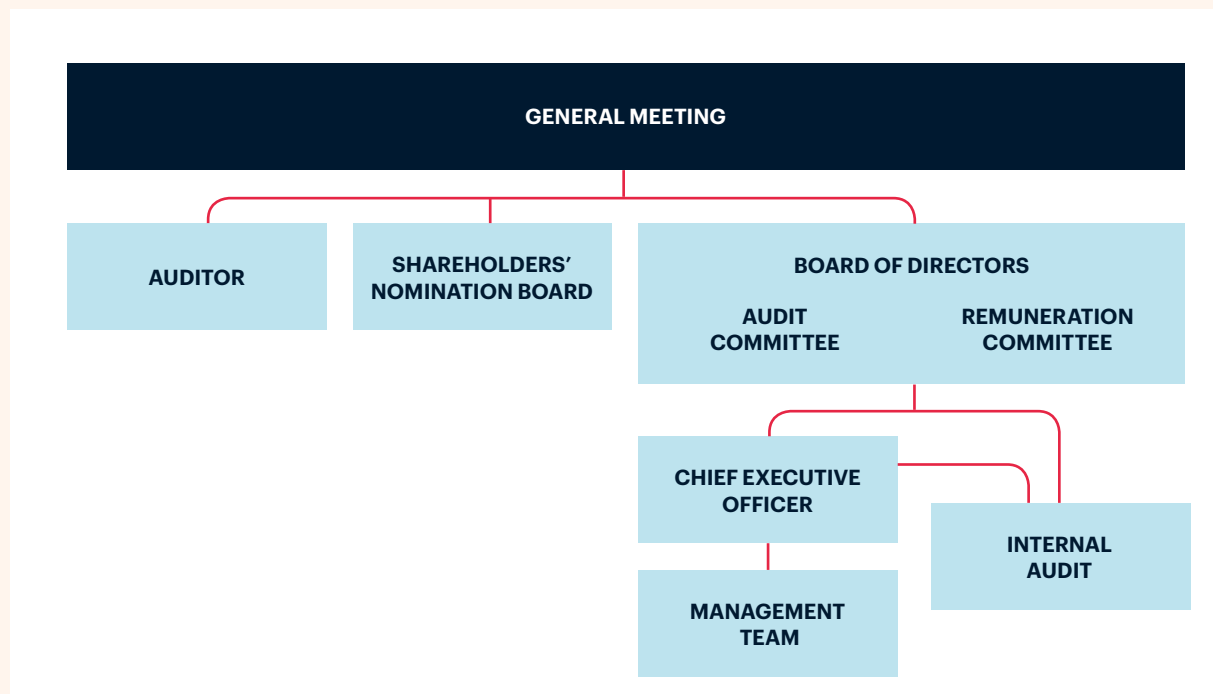 GENERAL MEETING
AUDITOR
SHAREHOLDERS’
NOMINATION BOARD
BOARD OF DIRECTORS
AUDIT
COMMITTEE
REMUNERATION
COMMITTEE
CHIEF EXECUTIVE
OFFICER
INTERNAL
AUDIT
MANAGEMENT
TEAM